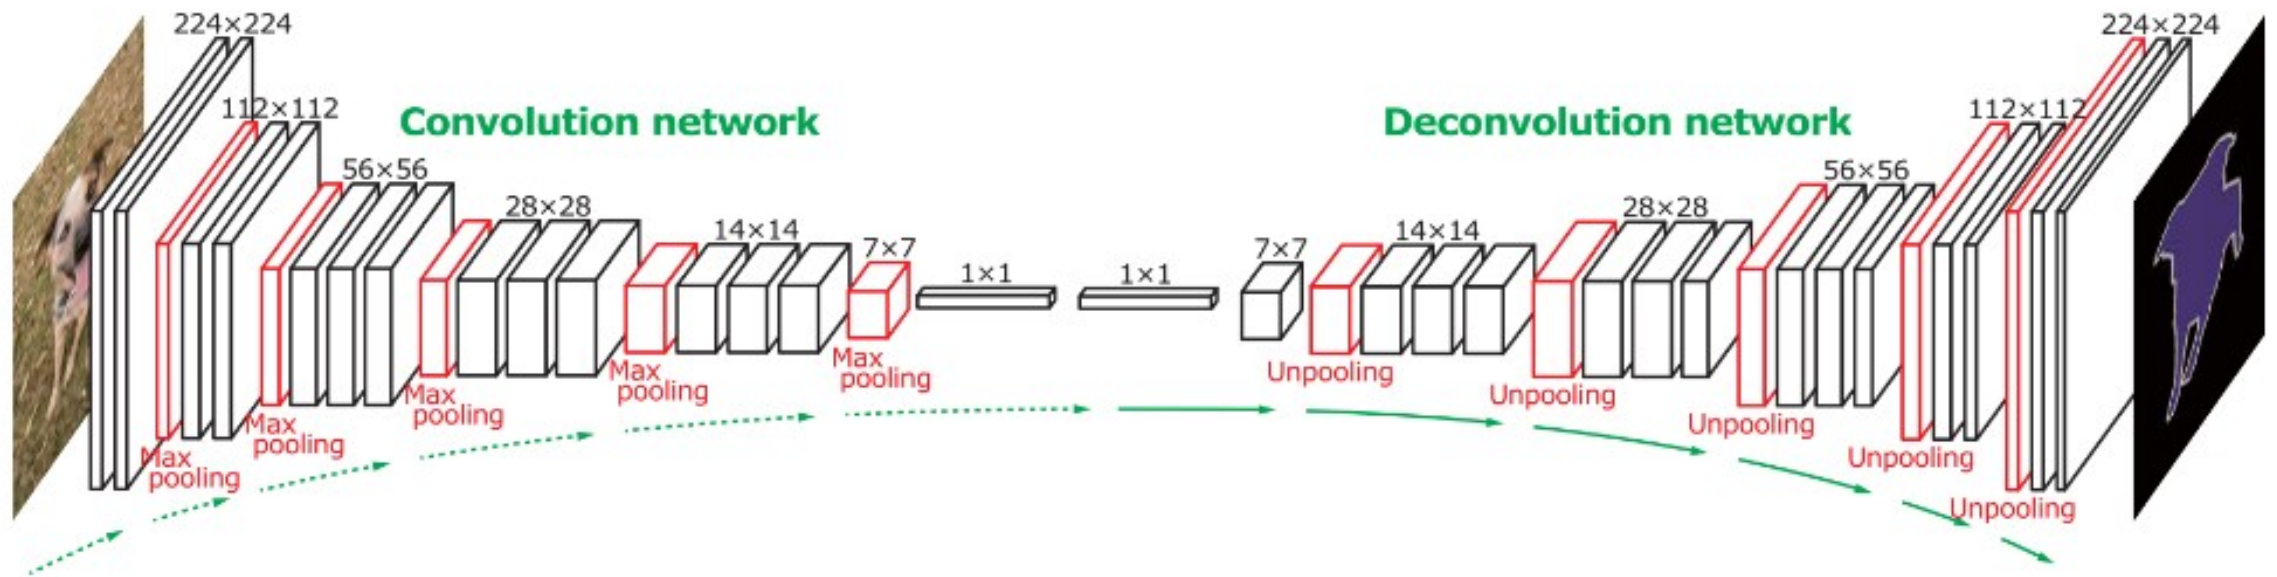 224×224
112×112
Convolution network
56×56
28×28
14×14
7×7
1×1
1×1
Max
pooling
Max
pooling
Max
pooling
Max
pooling
Max
pooling
224×224
112×112
Deconvolution network
56×56
28×28
14×14
7×7
Unpooling
Unpooling
Unpooling
Unpooling
Unpooling